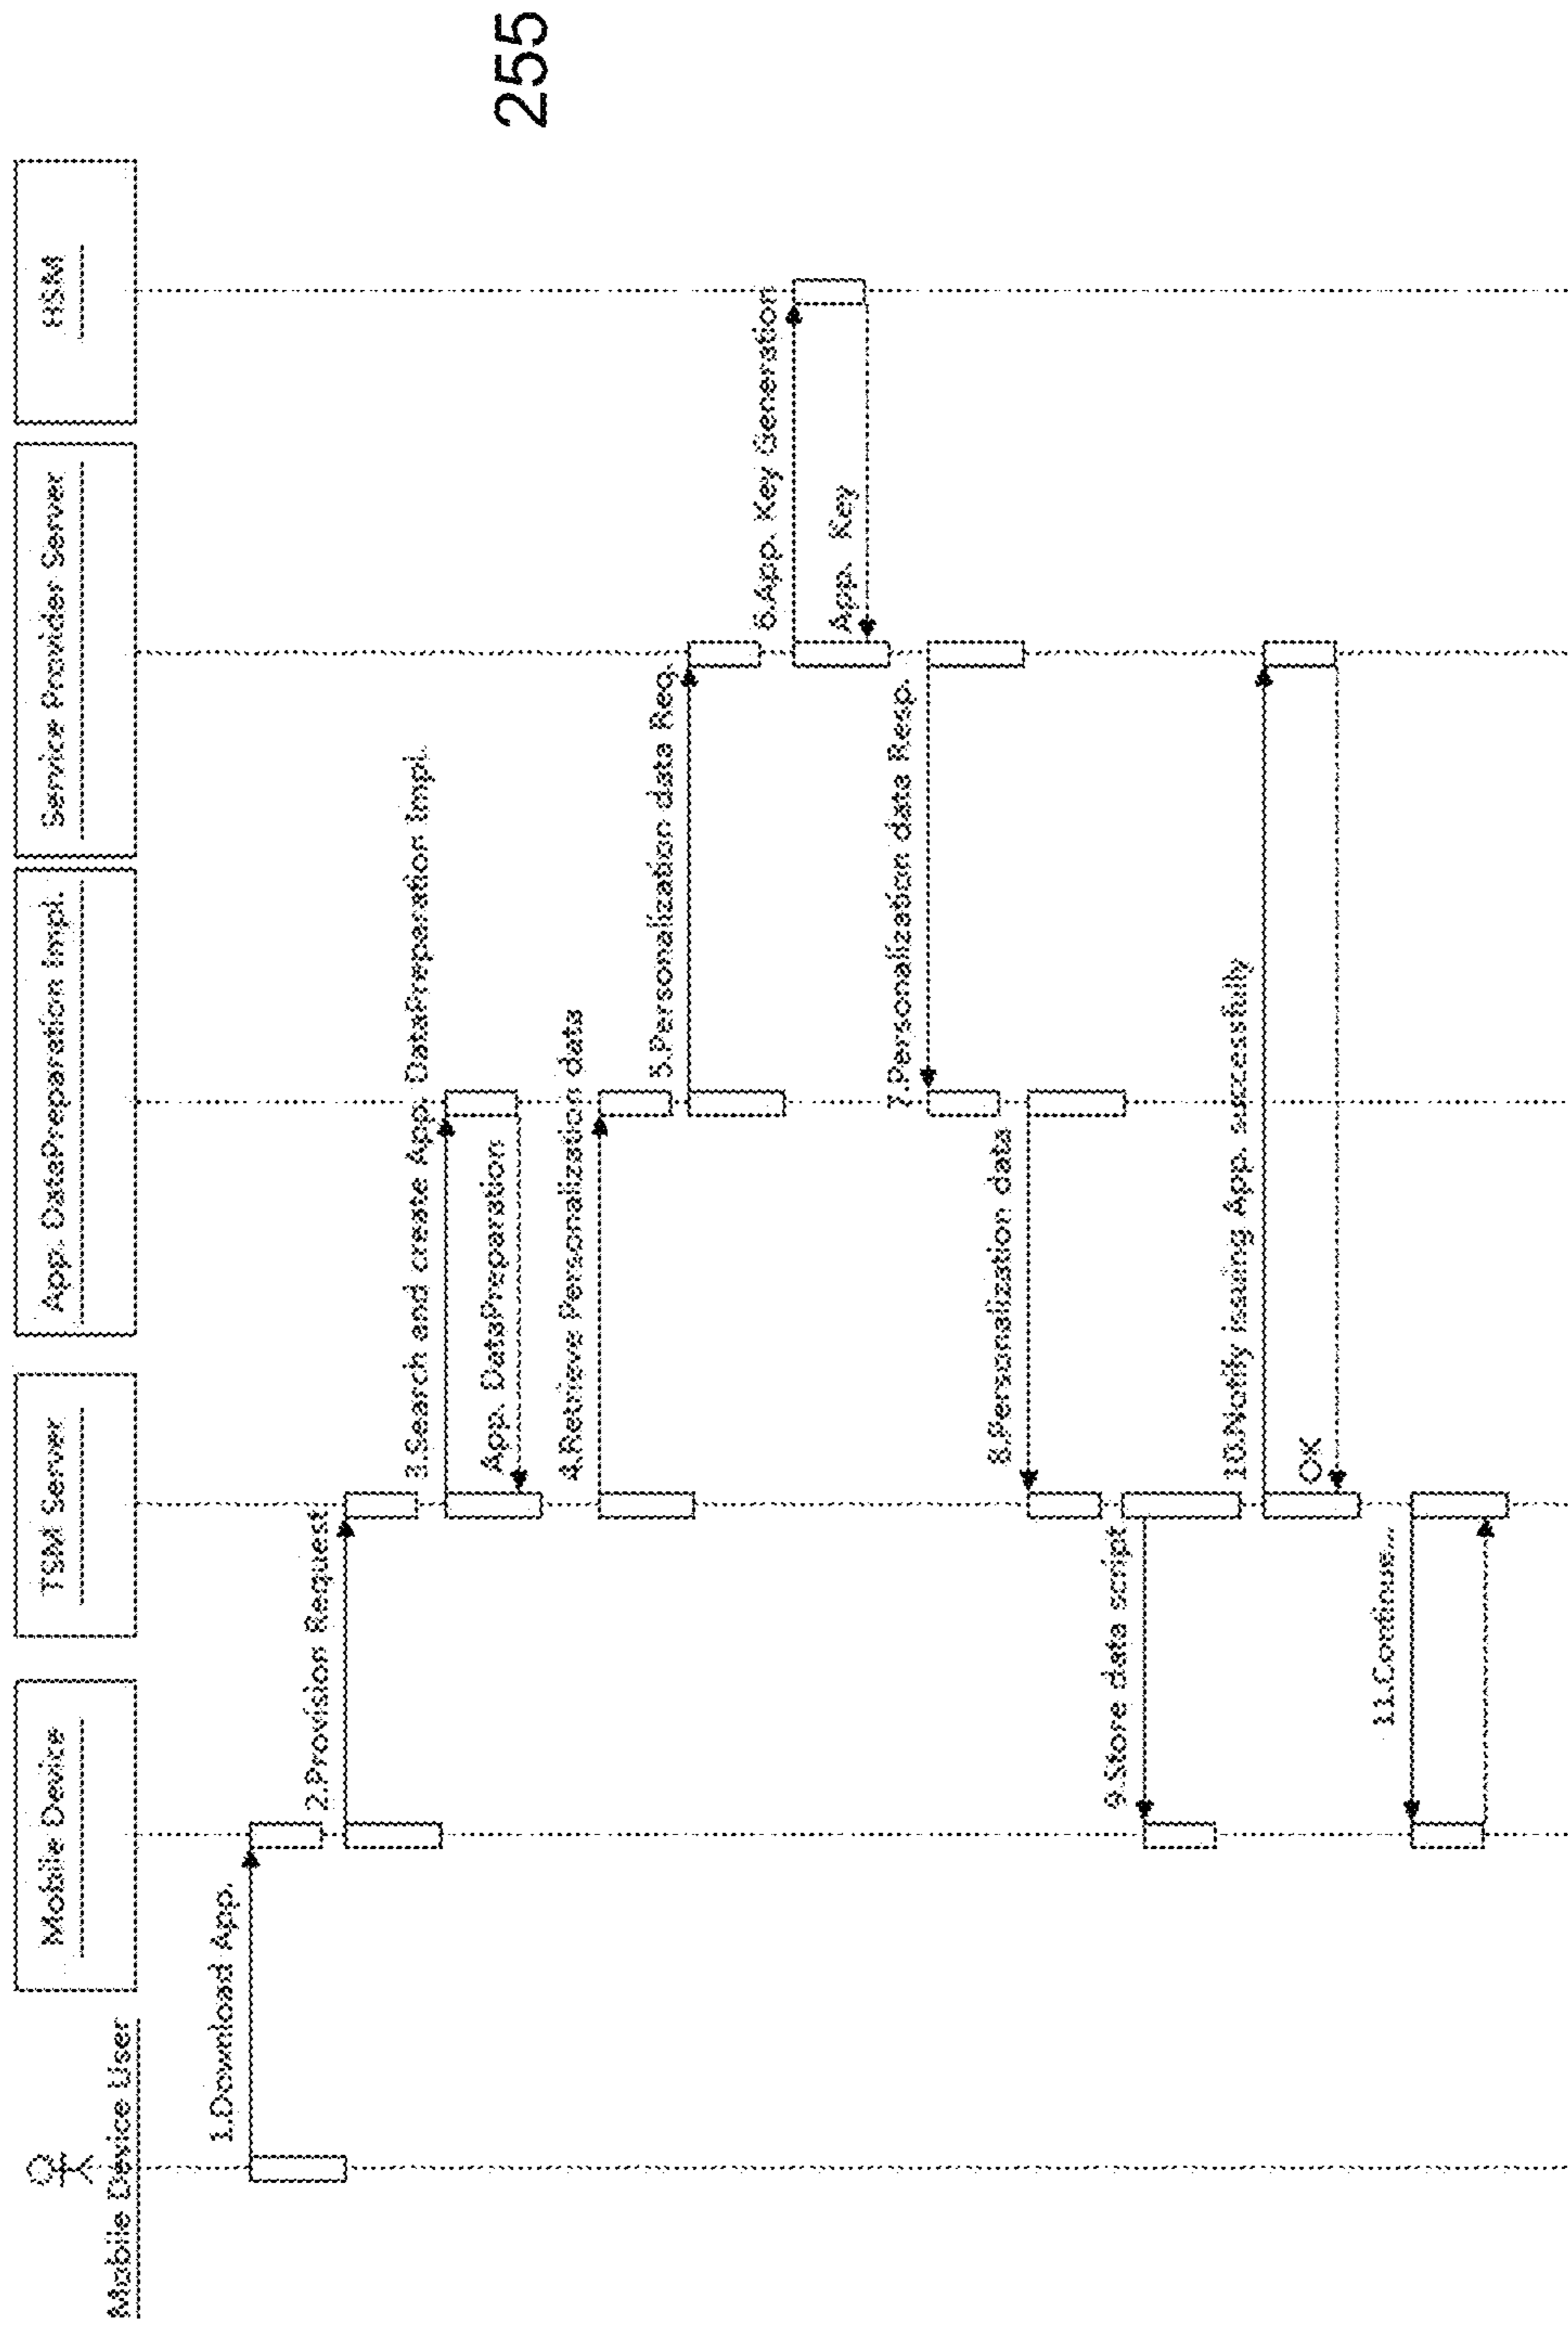 255
Mobile Device User
Mobile Device
TSM Server
App. DataPreparation Impl.
Service Provider Server
HSM
1.Download App.
2.Provision Request
3.Search and create App. DataPreparation Impl.
App. DataPreparation
4.Retrieve Personalization data
5.Personalization data Req.
6.App. Key Generation
App. Key
7.Personalization data Resp.
8.Personalization data
9.Store data script
10.Notify issuing App. successfully
OK
11.Continue...